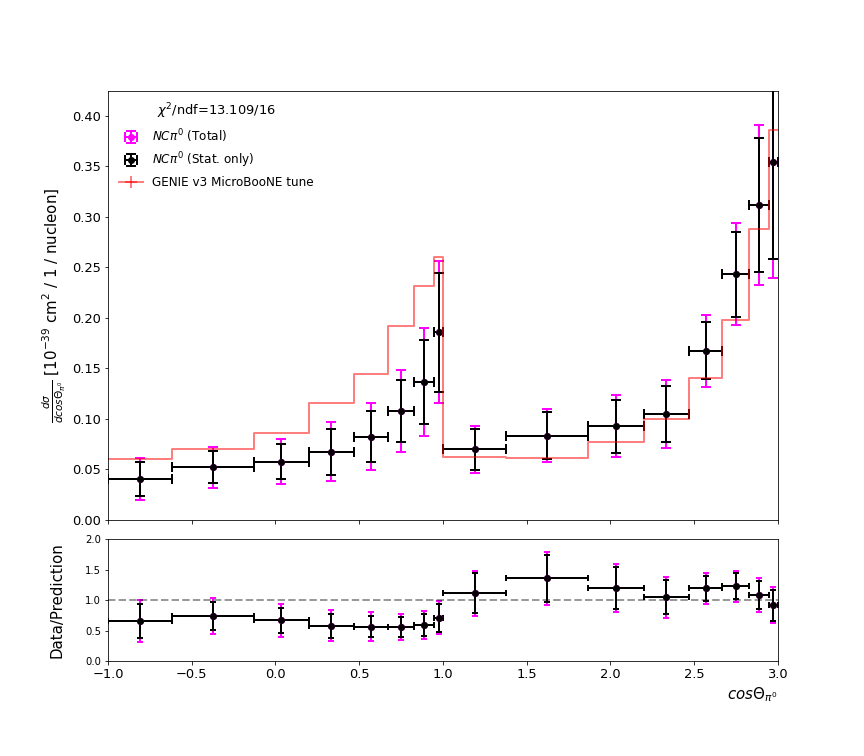 χ²/ndf=13.109/16
NCπ⁰ (Total)
NCπ⁰ (Stat. only)
GENIE v3 MicroBooNE tune
dσ/dcosΘ_π⁰ [10⁻³⁹ cm² / 1 / nucleon]
0.40
0.35
0.30
0.25
0.20
0.15
0.10
0.05
0.00
Data/Prediction
2.0
1.5
1.0
0.5
0.0
−1.0 −0.5 0.0 0.5 1.0 1.5 2.0 2.5 3.0
cosΘ_π⁰